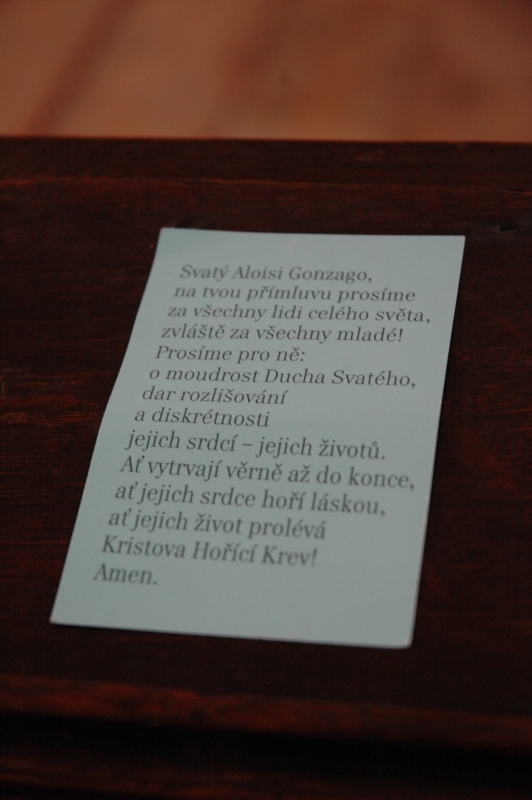 Svatý Aloisi Gonzago,
na tvou přímluvu prosíme
za všechny lidi celého světa,
zvláště za všechny mladé!
Prosíme pro ně:
o moudrost Ducha Svatého,
dar rozlišování
a diskrétnosti
jejich srdcí – jejich životů.
Ať vytrvají věrně až do konce,
ať jejich srdce hoří láskou,
ať jejich život prolévá
Kristova Hořící Krev!
Amen.